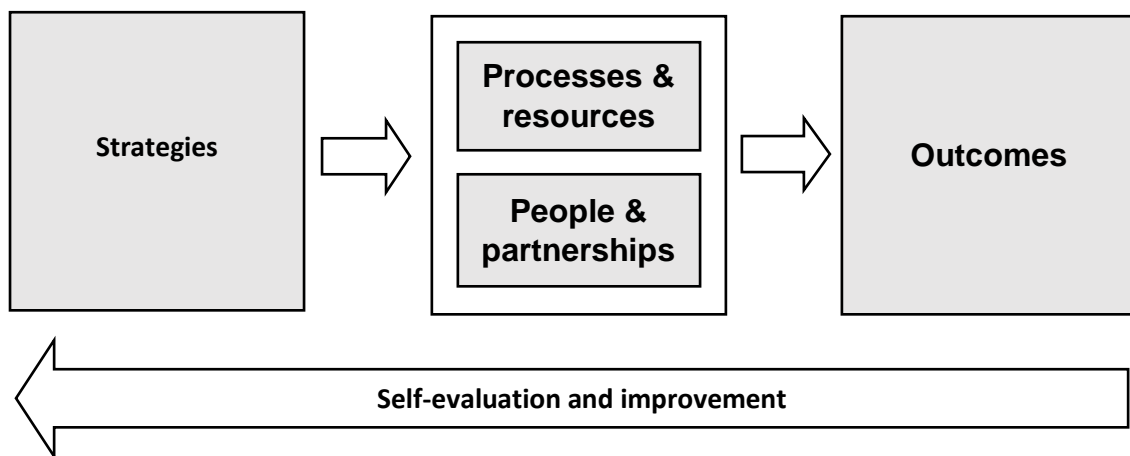 Strategies
Processes &
resources
People &
partnerships
Outcomes
Self-evaluation and improvement